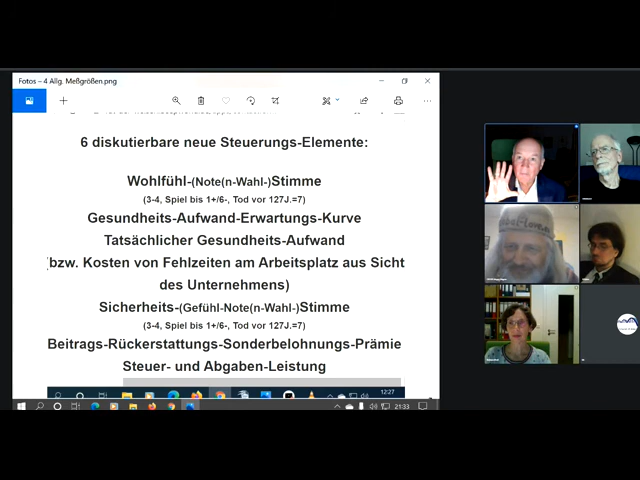 Fotos – 4 Allg. Meßgrößen.png
6 diskutierbare neue Steuerungs-Elemente:
Wohlfühl-(Note(n-Wahl-)Stimme
(3-4, Spiel bis 1+/6-, Tod vor 127J.=7)
Gesundheits-Aufwand-Erwartungs-Kurve
Tatsächlicher Gesundheits-Aufwand
(bzw. Kosten von Fehlzeiten am Arbeitsplatz aus Sicht
des Unternehmens)
Sicherheits-(Gefühl-Note(n-Wahl-)Stimme
(3-4, Spiel bis 1+/6-, Tod vor 127J.=7)
Beitrags-Rückerstattungs-Sonderbelohnungs-Prämie
Steuer- und Abgaben-Leistung
12:27
21:33